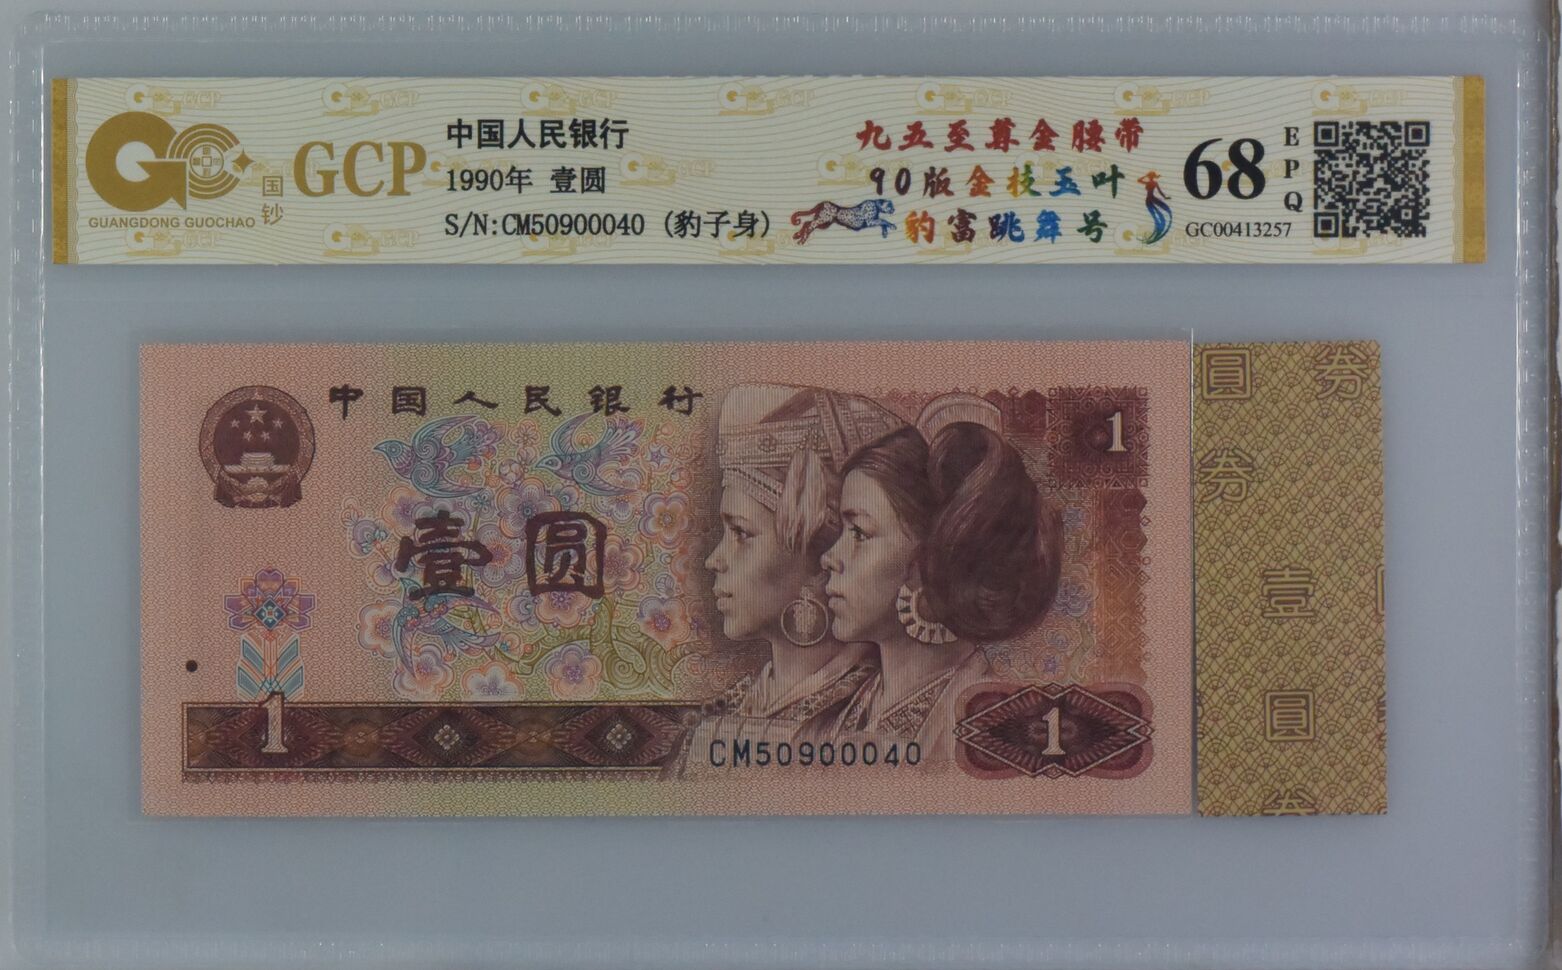 GCP
国钞
GUANGDONG GUOCHAO
中国人民银行
1990年 壹圆
S/N:CM50900040 (豹子身)
九五至尊金腰带
90版金枝玉叶
豹富跳舞号
68
EPQ
GC00413257
中国人民银行
1
壹圆
1
CM50900040
1
圓 券
券
壹
圓
券